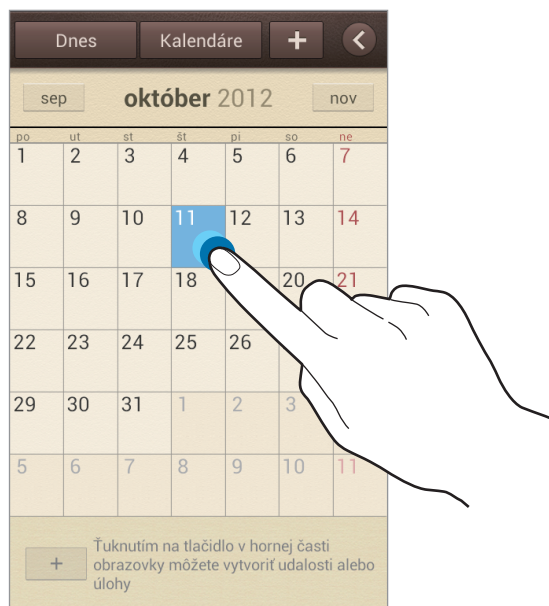 Dnes Kalendáre +
sep október 2012 nov
po ut st št pi so ne
1 2 3 4 5 6 7
8 9 10 11 12 13 14
15 16 17 18 20 21
22 23 24 25 26
29 30 31 1 2 3
5 6 7 8 9 10 11
+ Ťuknutím na tlačidlo v hornej časti
obrazovky môžete vytvoriť udalosti alebo
úlohy